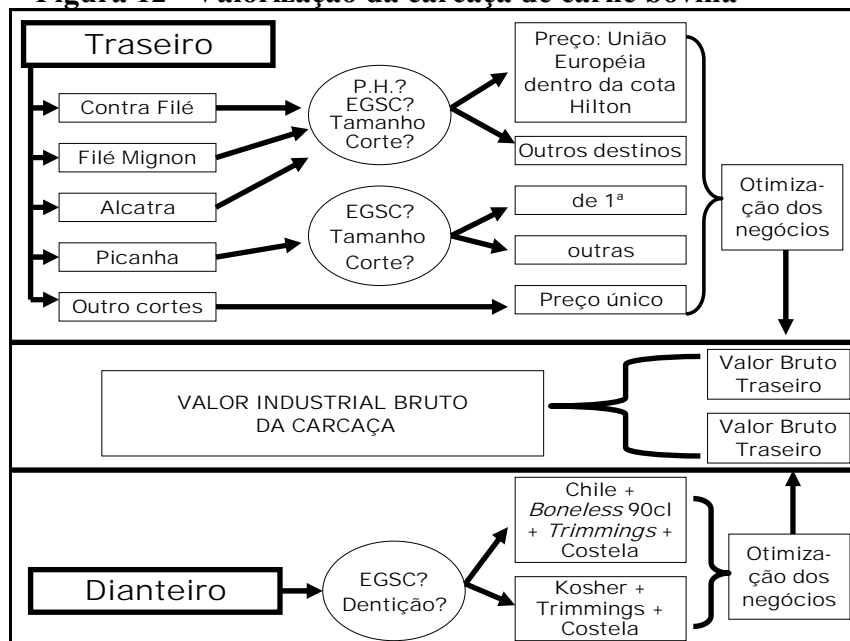 Figura 12 - Valorização da carcaça de carne bovina
Traseiro
Contra Filé
Filé Mignon
Alcatra
Picanha
Outro cortes
P.H.?
EGSC?
Tamanho
Corte?
EGSC?
Tamanho
Corte?
Preço: União
Européia
dentro da cota
Hilton
Outros destinos
de 1ª
outras
Preço único
Otimiza-
ção dos
negócios
VALOR INDUSTRIAL BRUTO
DA CARCAÇA
Valor Bruto
Traseiro
Valor Bruto
Traseiro
Dianteiro
EGSC?
Dentição?
Chile +
Boneless 90cl
+ Trimmings +
Costela
Kosher +
Trimmings +
Costela
Otimiza-
ção dos
negócios